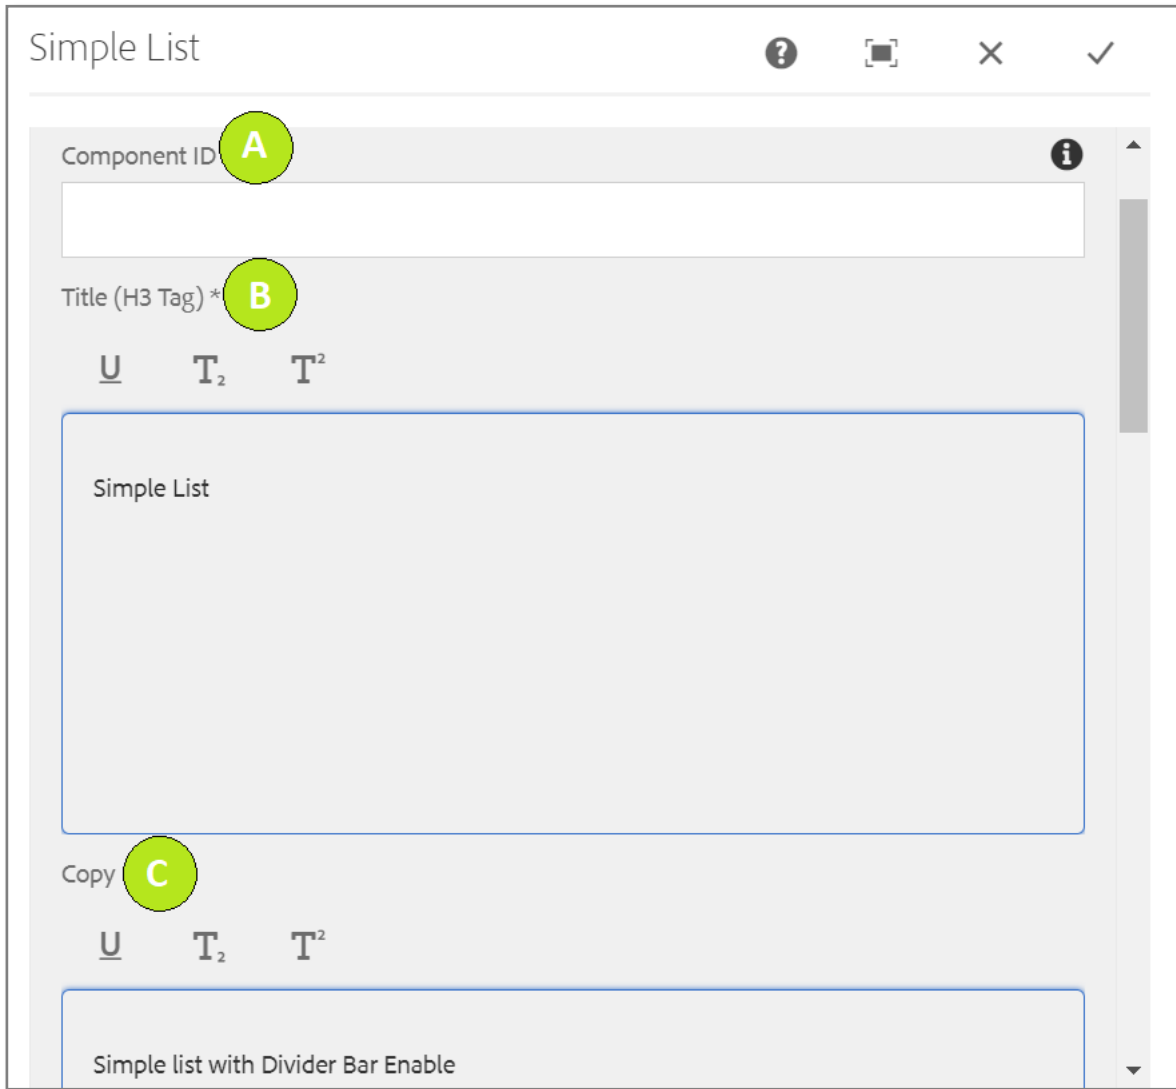 Simple List
Component ID A
Title (H3 Tag) * B
U T₂ T²
Simple List
Copy C
U T₂ T²
Simple list with Divider Bar Enable